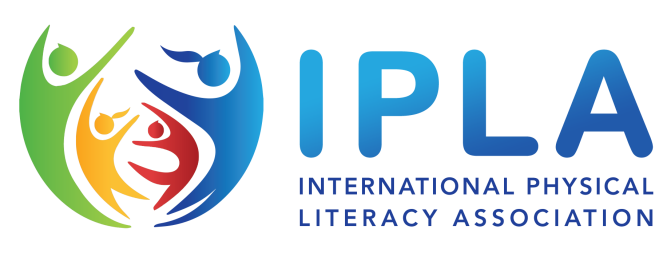 IPLA
INTERNATIONAL PHYSICAL
LITERACY ASSOCIATION